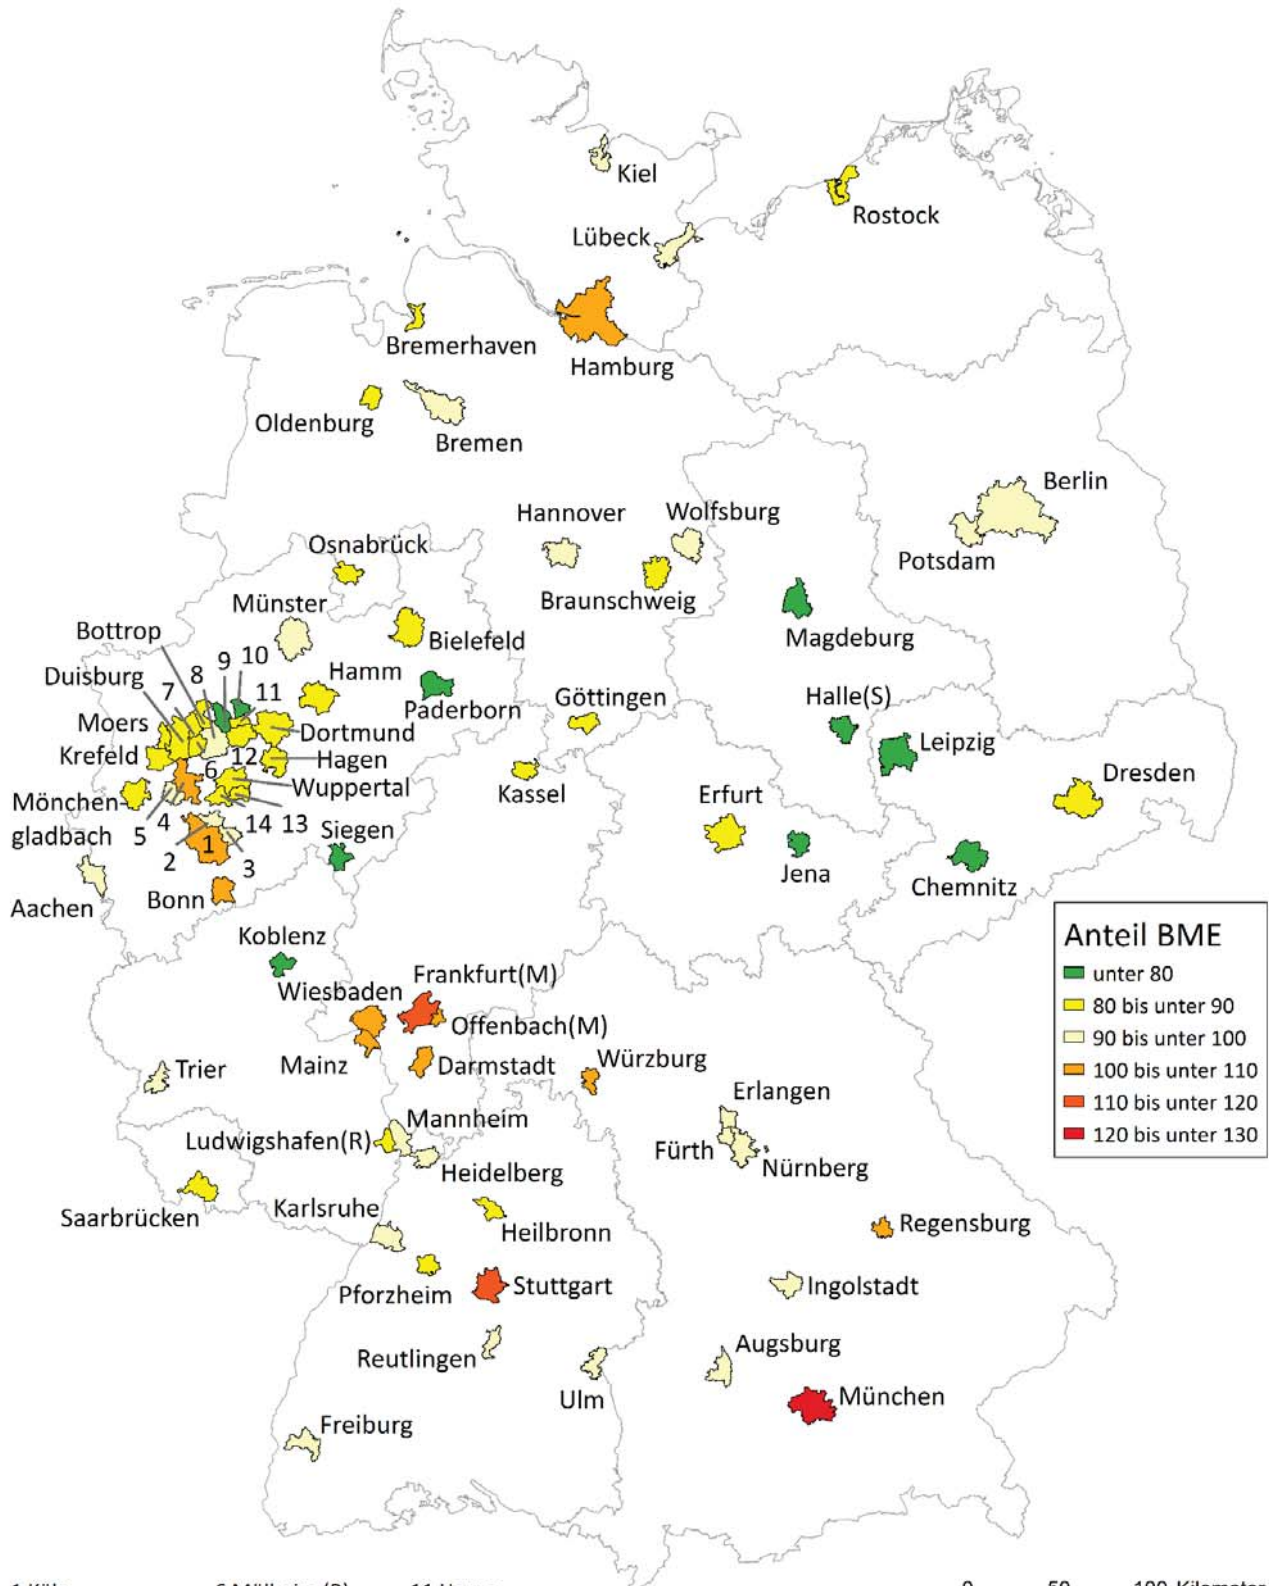 Kiel
Rostock
Lübeck
Bremerhaven
Hamburg
Oldenburg
Bremen
Berlin
Hannover
Wolfsburg
Osnabrück
Potsdam
Braunschweig
Münster
Bottrop
Bielefeld
Magdeburg
Duisburg
7
8
9
10
11
Hamm
Göttingen
Halle(S)
Paderborn
Moers
Dortmund
Leipzig
Krefeld
6
12
Hagen
Wuppertal
Kassel
Erfurt
Dresden
Mönchen-
gladbach
5
4
14
13
Siegen
2
1
3
Jena
Chemnitz
Aachen
Bonn
Koblenz
Anteil BME
unter 80
80 bis unter 90
90 bis unter 100
100 bis unter 110
110 bis unter 120
120 bis unter 130
Frankfurt(M)
Wiesbaden
Offenbach(M)
Mainz
Darmstadt
Würzburg
Trier
Erlangen
Mannheim
Ludwigshafen(R)
Fürth
Nürnberg
Heidelberg
Saarbrücken
Karlsruhe
Heilbronn
Regensburg
Pforzheim
Stuttgart
Ingolstadt
Reutlingen
Augsburg
Ulm
München
Freiburg